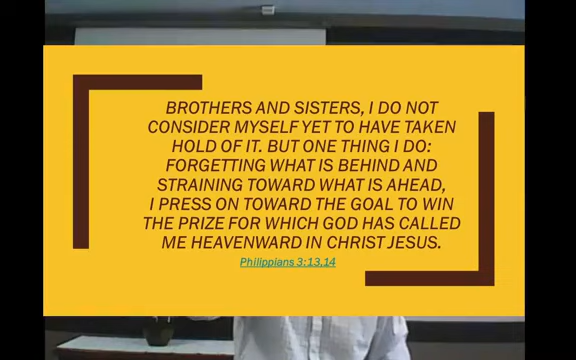 BROTHERS AND SISTERS, I DO NOT
CONSIDER MYSELF YET TO HAVE TAKEN
HOLD OF IT. BUT ONE THING I DO:
FORGETTING WHAT IS BEHIND AND
STRAINING TOWARD WHAT IS AHEAD,
I PRESS ON TOWARD THE GOAL TO WIN
THE PRIZE FOR WHICH GOD HAS CALLED
ME HEAVENWARD IN CHRIST JESUS.
Philippians 3:13,14